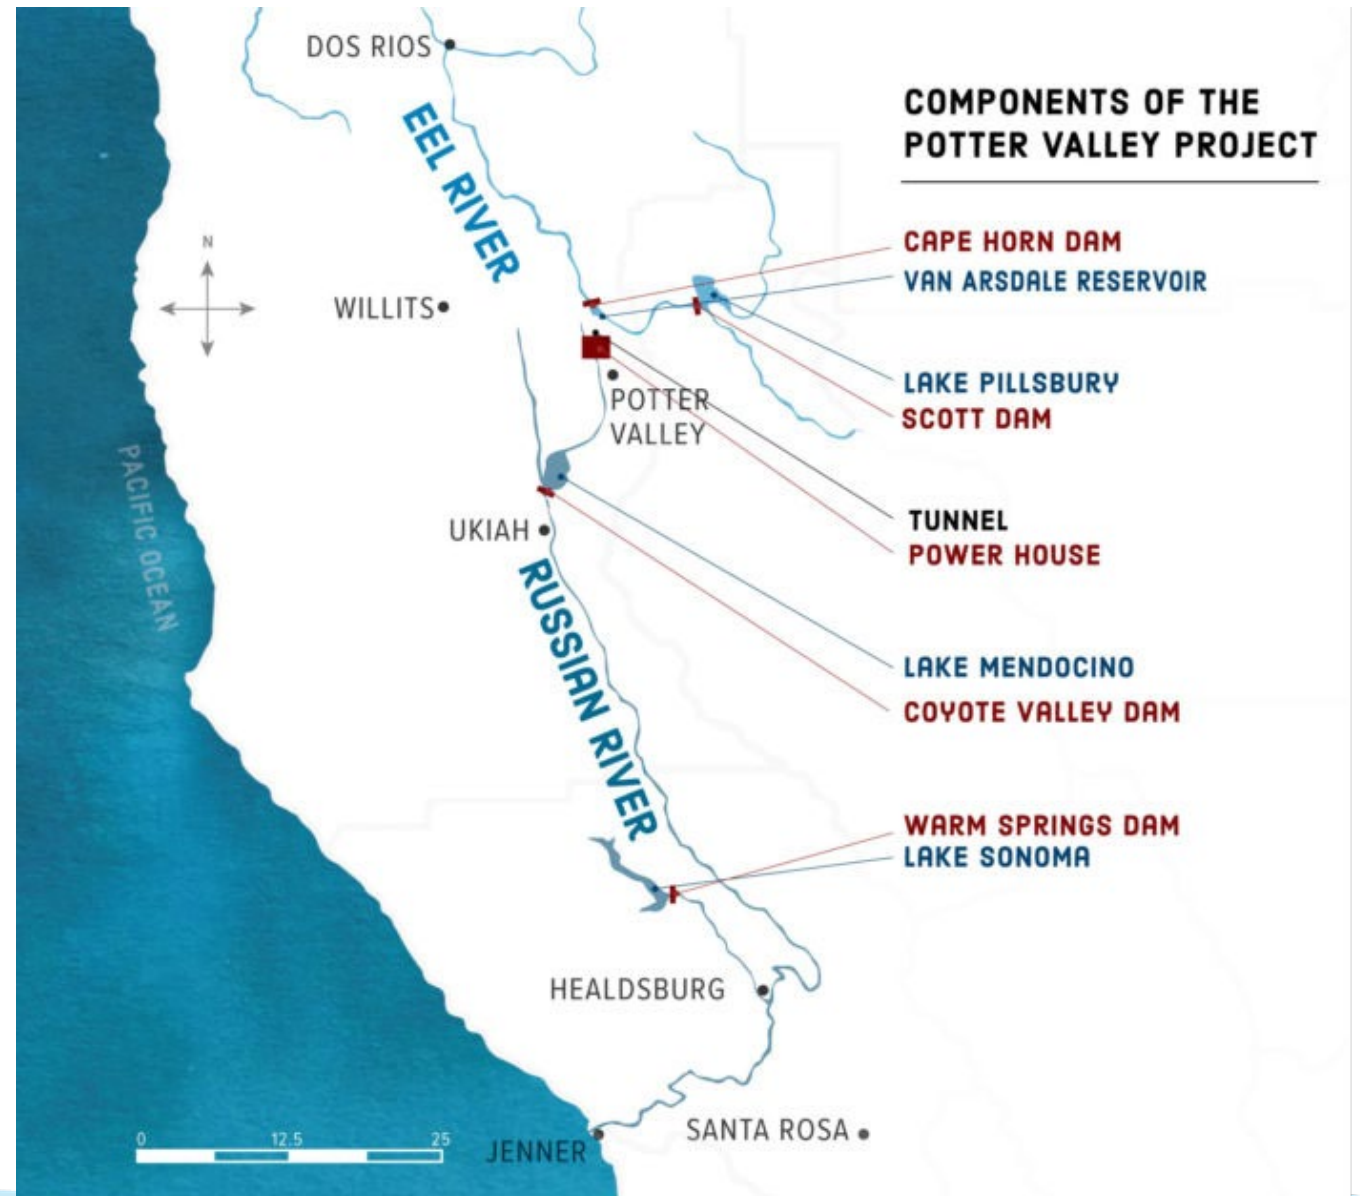 DOS RIOS
EEL RIVER
COMPONENTS OF THE
POTTER VALLEY PROJECT
N
CAPE HORN DAM
VAN ARSDALE RESERVOIR
WILLITS
LAKE PILLSBURY
SCOTT DAM
POTTER
VALLEY
PACIFIC OCEAN
TUNNEL
POWER HOUSE
UKIAH
RUSSIAN RIVER
LAKE MENDOCINO
COYOTE VALLEY DAM
WARM SPRINGS DAM
LAKE SONOMA
HEALDSBURG
SANTA ROSA
JENNER
0 12.5 25